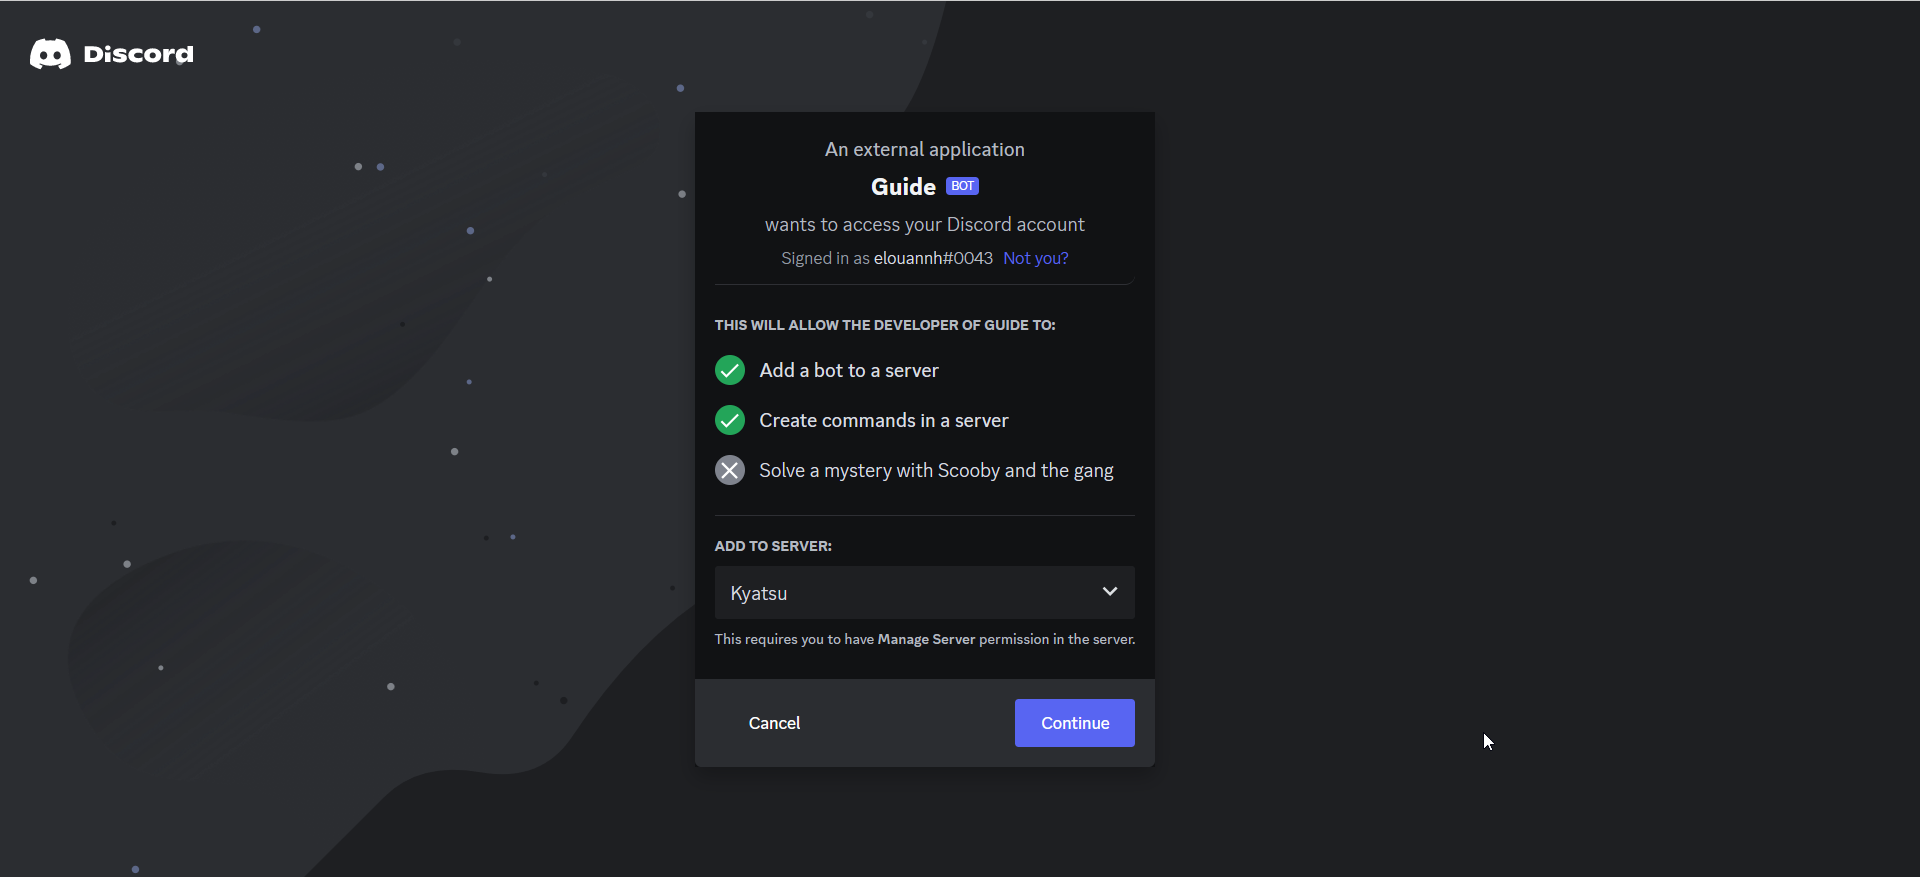 Discord
An external application
Guide BOT
wants to access your Discord account
Signed in as elouannh#0043 Not you?
THIS WILL ALLOW THE DEVELOPER OF GUIDE TO:
Add a bot to a server
Create commands in a server
Solve a mystery with Scooby and the gang
ADD TO SERVER:
Kyatsu
This requires you to have Manage Server permission in the server.
Cancel
Continue